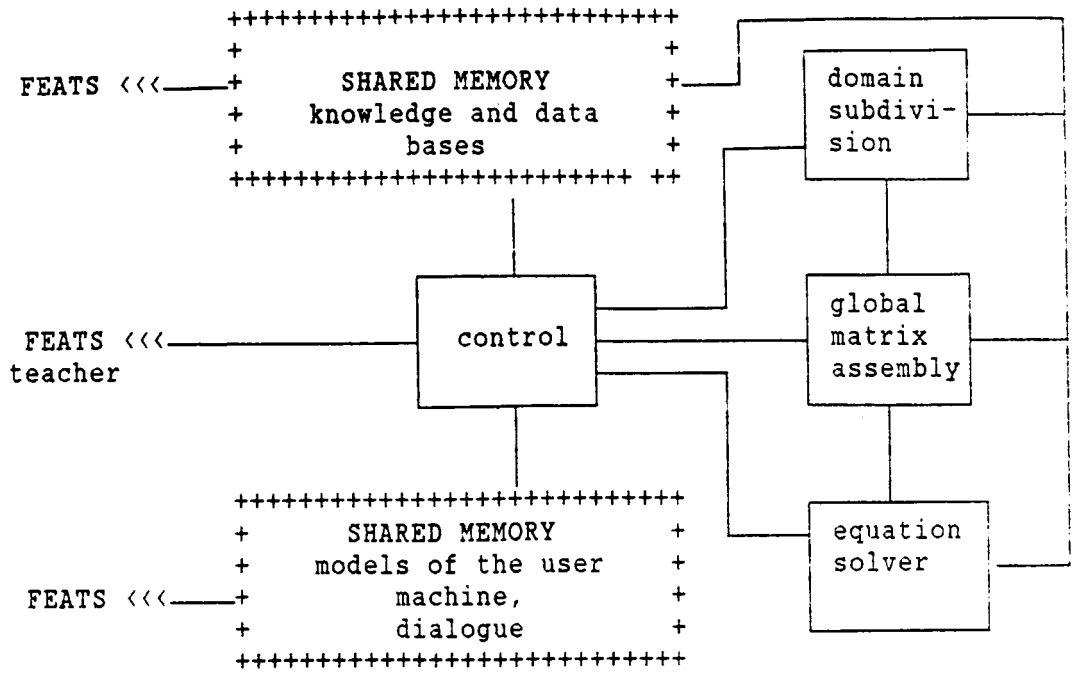 FEATS <<<
SHARED MEMORY
knowledge and data
bases
domain
subdivi-
sion
FEATS <<<
teacher
control
global
matrix
assembly
FEATS <<<
SHARED MEMORY
models of the user
machine,
dialogue
equation
solver